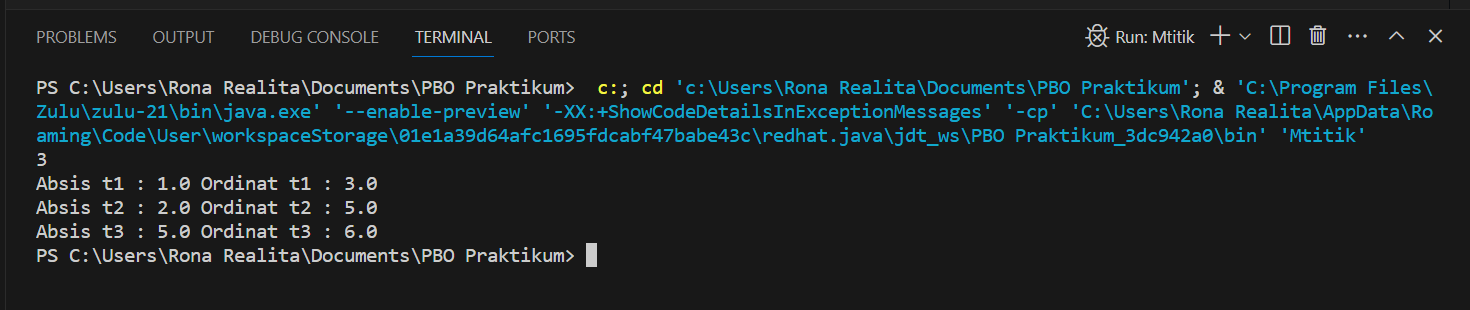 PROBLEMS OUTPUT DEBUG CONSOLE TERMINAL PORTS Run: Mtitik
PS C:\Users\Rona Realita\Documents\PBO Praktikum>  c:; cd 'c:\Users\Rona Realita\Documents\PBO Praktikum'; & 'C:\Program Files\
Zulu\zulu-21\bin\java.exe' '--enable-preview' '-XX:+ShowCodeDetailsInExceptionMessages' '-cp' 'C:\Users\Rona Realita\AppData\Ro
aming\Code\User\workspaceStorage\01e1a39d64afc1695fdcabf47babe43c\redhat.java\jdt_ws\PBO Praktikum_3dc942a0\bin' 'Mtitik'
3
Absis t1 : 1.0 Ordinat t1 : 3.0
Absis t2 : 2.0 Ordinat t2 : 5.0
Absis t3 : 5.0 Ordinat t3 : 6.0
PS C:\Users\Rona Realita\Documents\PBO Praktikum>